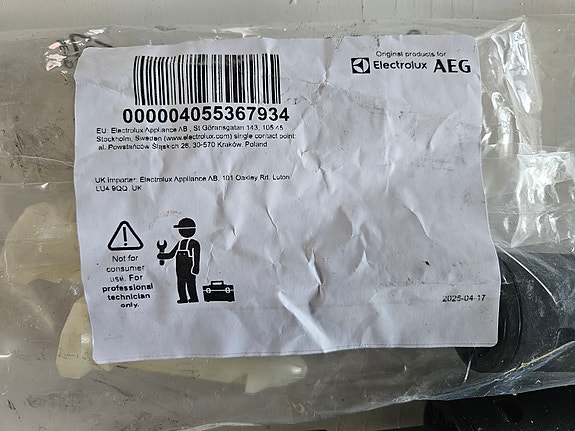 Original products for
Electrolux AEG
000004055367934
EU: Electrolux Appliance AB., St Göransgatan 143, 105 45
Stockholm, Sweden (www.electrolux.com) single contact point:
al. Powstańców Śląskich 26, 30-570 Kraków, Poland
UK importer: Electrolux Appliance AB, 101 Oakley Rd. Luton
LU4 9QQ UK
Not for
consumer
use. For
professional
technician
only.
2025-04-17